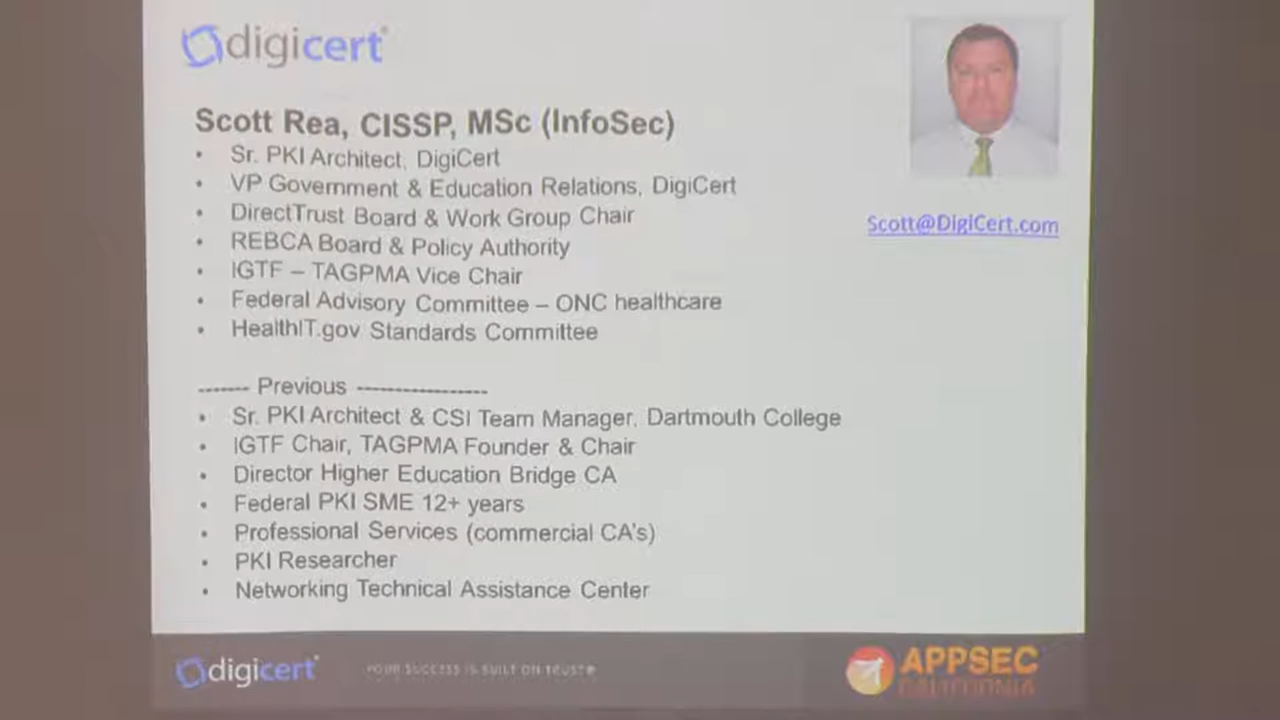 digicert
Scott Rea, CISSP, MSc (InfoSec)
• Sr. PKI Architect, DigiCert
• VP Government & Education Relations, DigiCert
• DirectTrust Board & Work Group Chair
• REBCA Board & Policy Authority
• IGTF – TAGPMA Vice Chair
• Federal Advisory Committee – ONC healthcare
• HealthIT.gov Standards Committee
Scott@DigiCert.com
------- Previous ------------------
• Sr. PKI Architect & CSI Team Manager, Dartmouth College
• IGTF Chair, TAGPMA Founder & Chair
• Director Higher Education Bridge CA
• Federal PKI SME 12+ years
• Professional Services (commercial CA's)
• PKI Researcher
• Networking Technical Assistance Center
digicert
YOUR SUCCESS IS BUILT ON TRUST®
APPSEC
CALIFORNIA